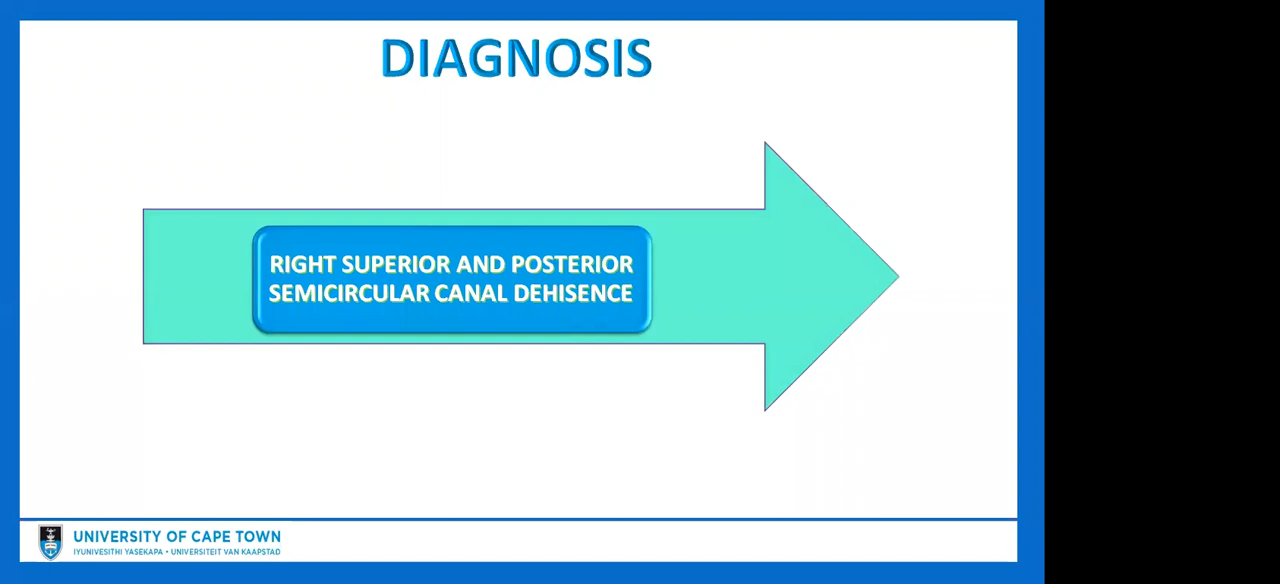 DIAGNOSIS
RIGHT SUPERIOR AND POSTERIOR
SEMICIRCULAR CANAL DEHISENCE
UNIVERSITY OF CAPE TOWN
IYUNIVESITHI YASEKAPA • UNIVERSITEIT VAN KAAPSTAD